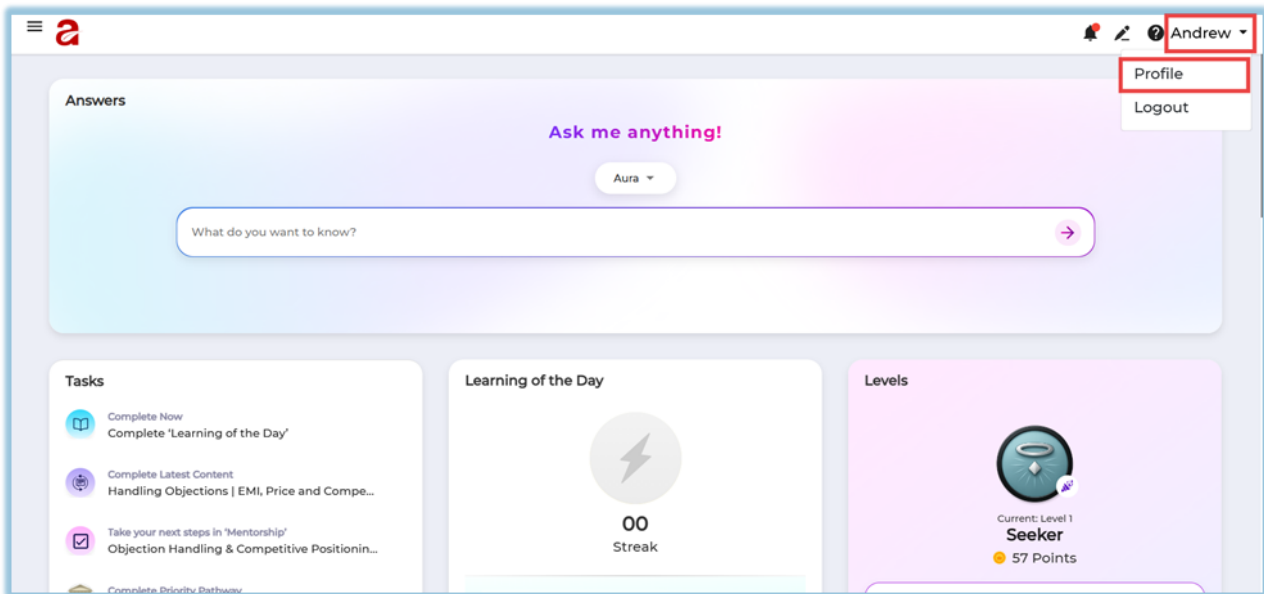 a
Andrew
Profile
Logout
Answers
Ask me anything!
Aura
What do you want to know?
Tasks
Complete Now
Complete 'Learning of the Day'
Complete Latest Content
Handling Objections | EMI, Price and Compe...
Take your next steps in 'Mentorship'
Objection Handling & Competitive Positionin...
Complete Priority Pathway
Learning of the Day
00
Streak
Levels
Current: Level 1
Seeker
57 Points